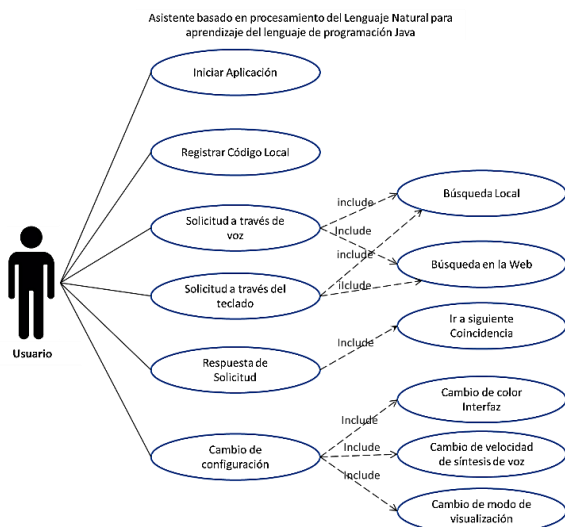 Asistente basado en procesamiento del Lenguaje Natural para
aprendizaje del lenguaje de programación Java
Iniciar Aplicación
Registrar Código Local
include
Búsqueda Local
Solicitud a través de
voz
Include
include
Búsqueda en la Web
Solicitud a través del
teclado
ilclude
Usuario
Ir a siguiente
Coincidencia
Include
Respuesta de
Solicitud
Cambio de color
Interfaz
Include
Cambio de
configuración
Include
Cambio de velocidad
de síntesis de voz
Include
Cambio de modo de
visualización